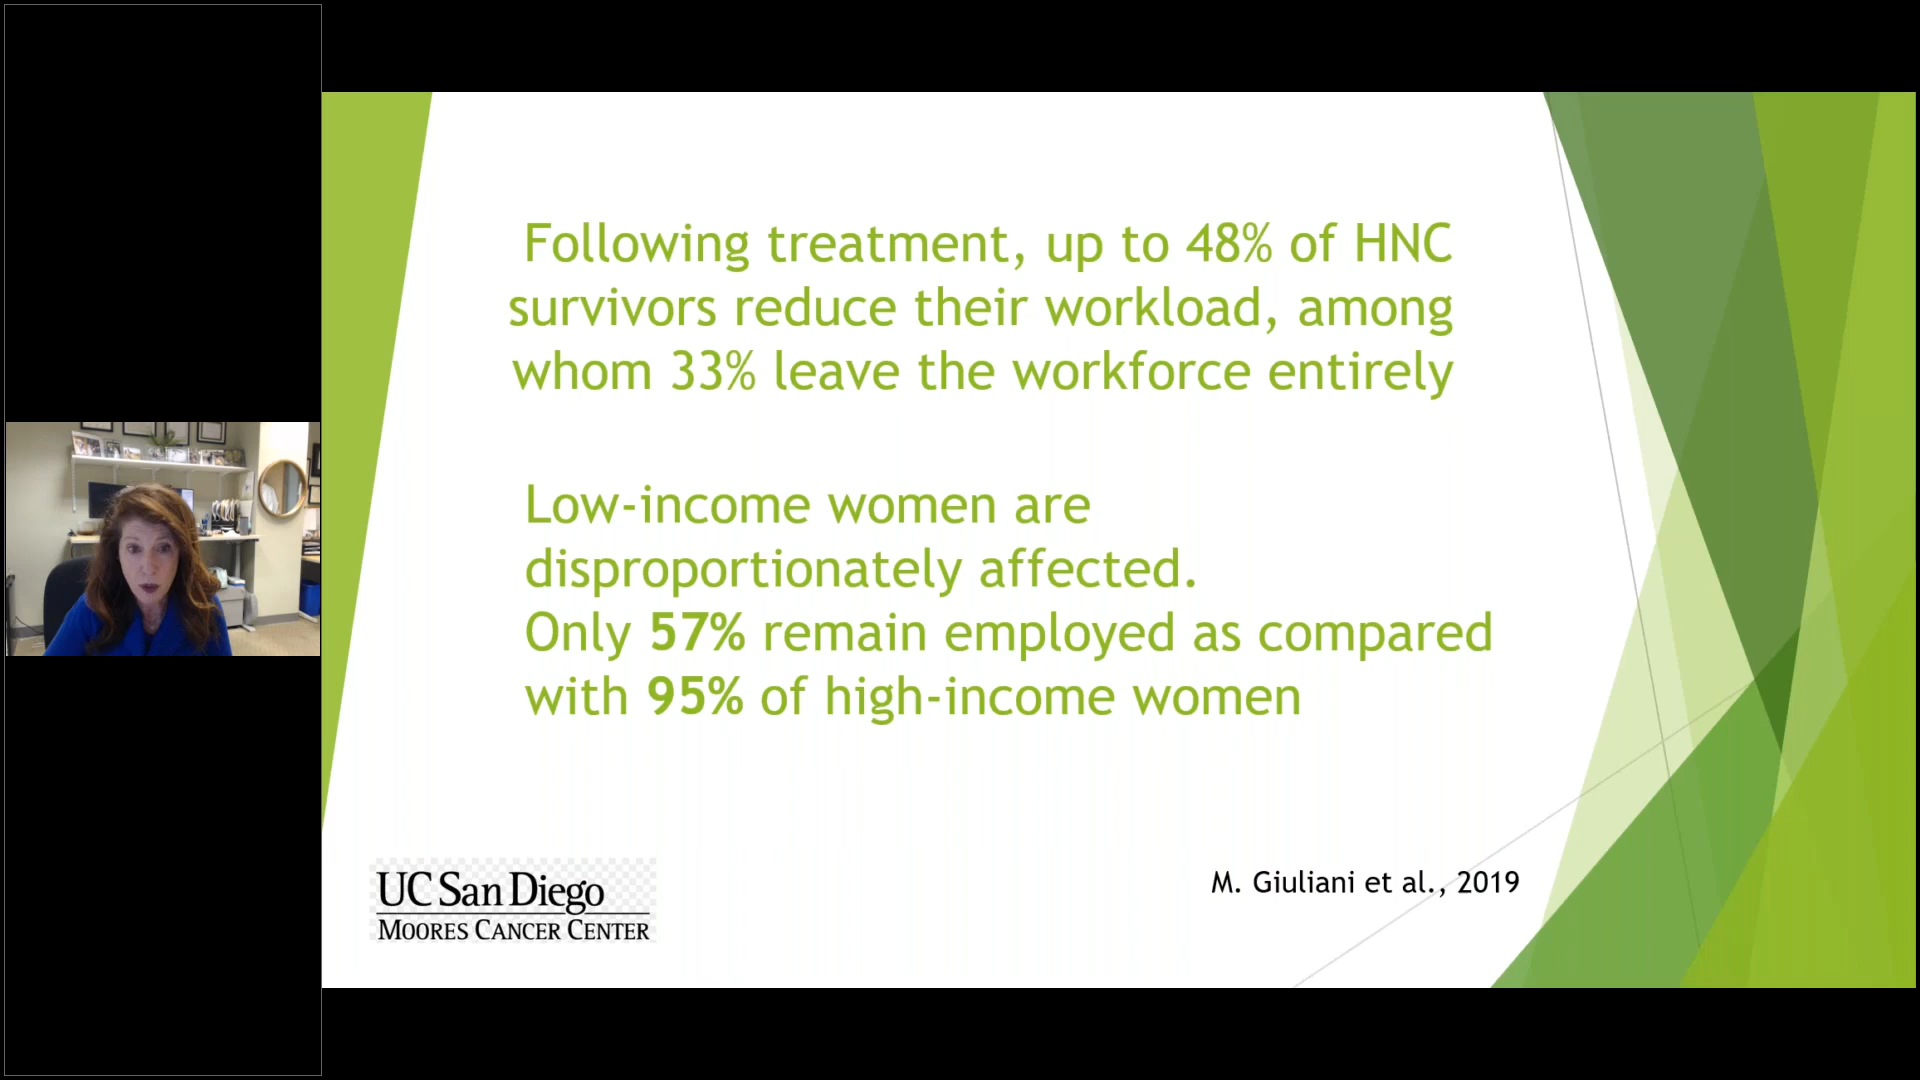 Following treatment, up to 48% of HNC
survivors reduce their workload, among
whom 33% leave the workforce entirely
Low-income women are
disproportionately affected.
Only 57% remain employed as compared
with 95% of high-income women
UC San Diego
MOORES CANCER CENTER
M. Giuliani et al., 2019